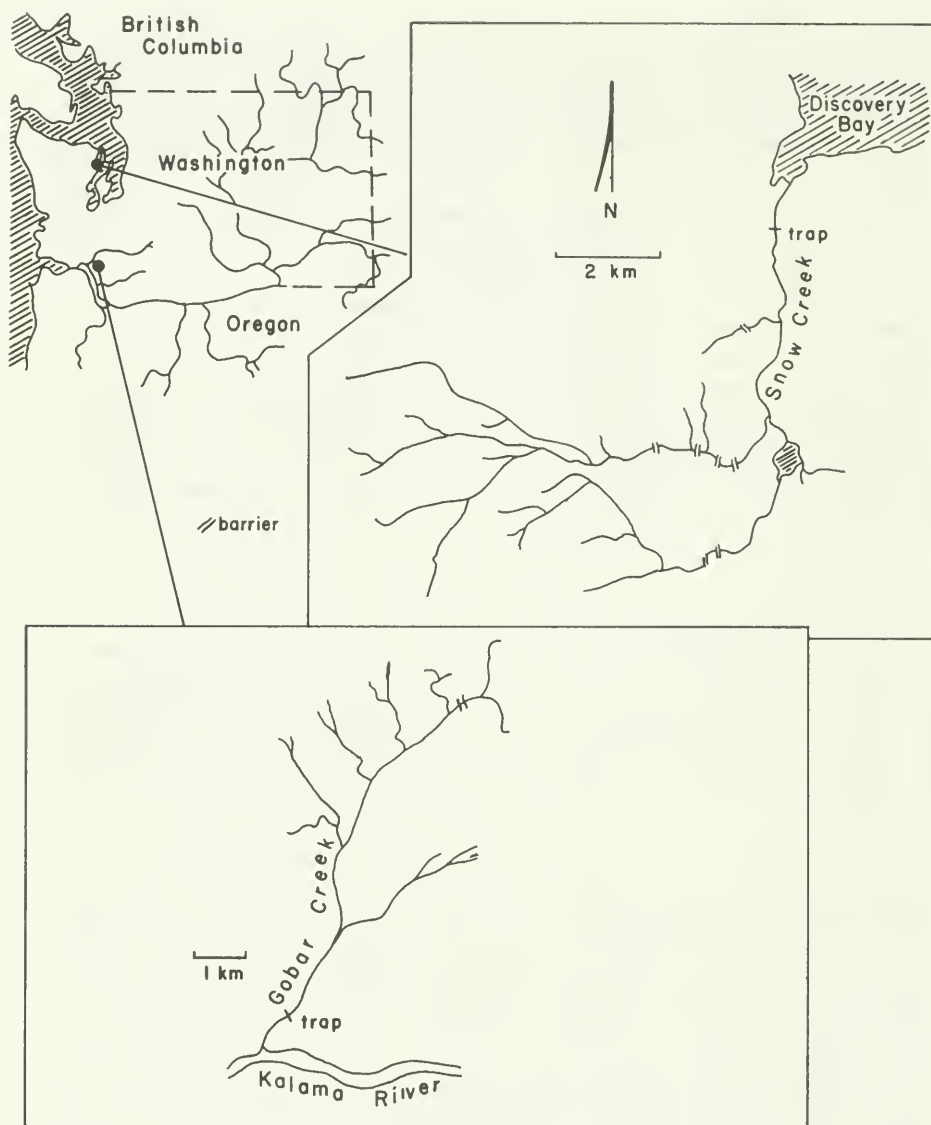 British
Columbia
Washington
Oregon
//barrier
Discovery
Bay
N
2 km
trap
Snow Creek
Gobar Creek
1 km
trap
Kalama River